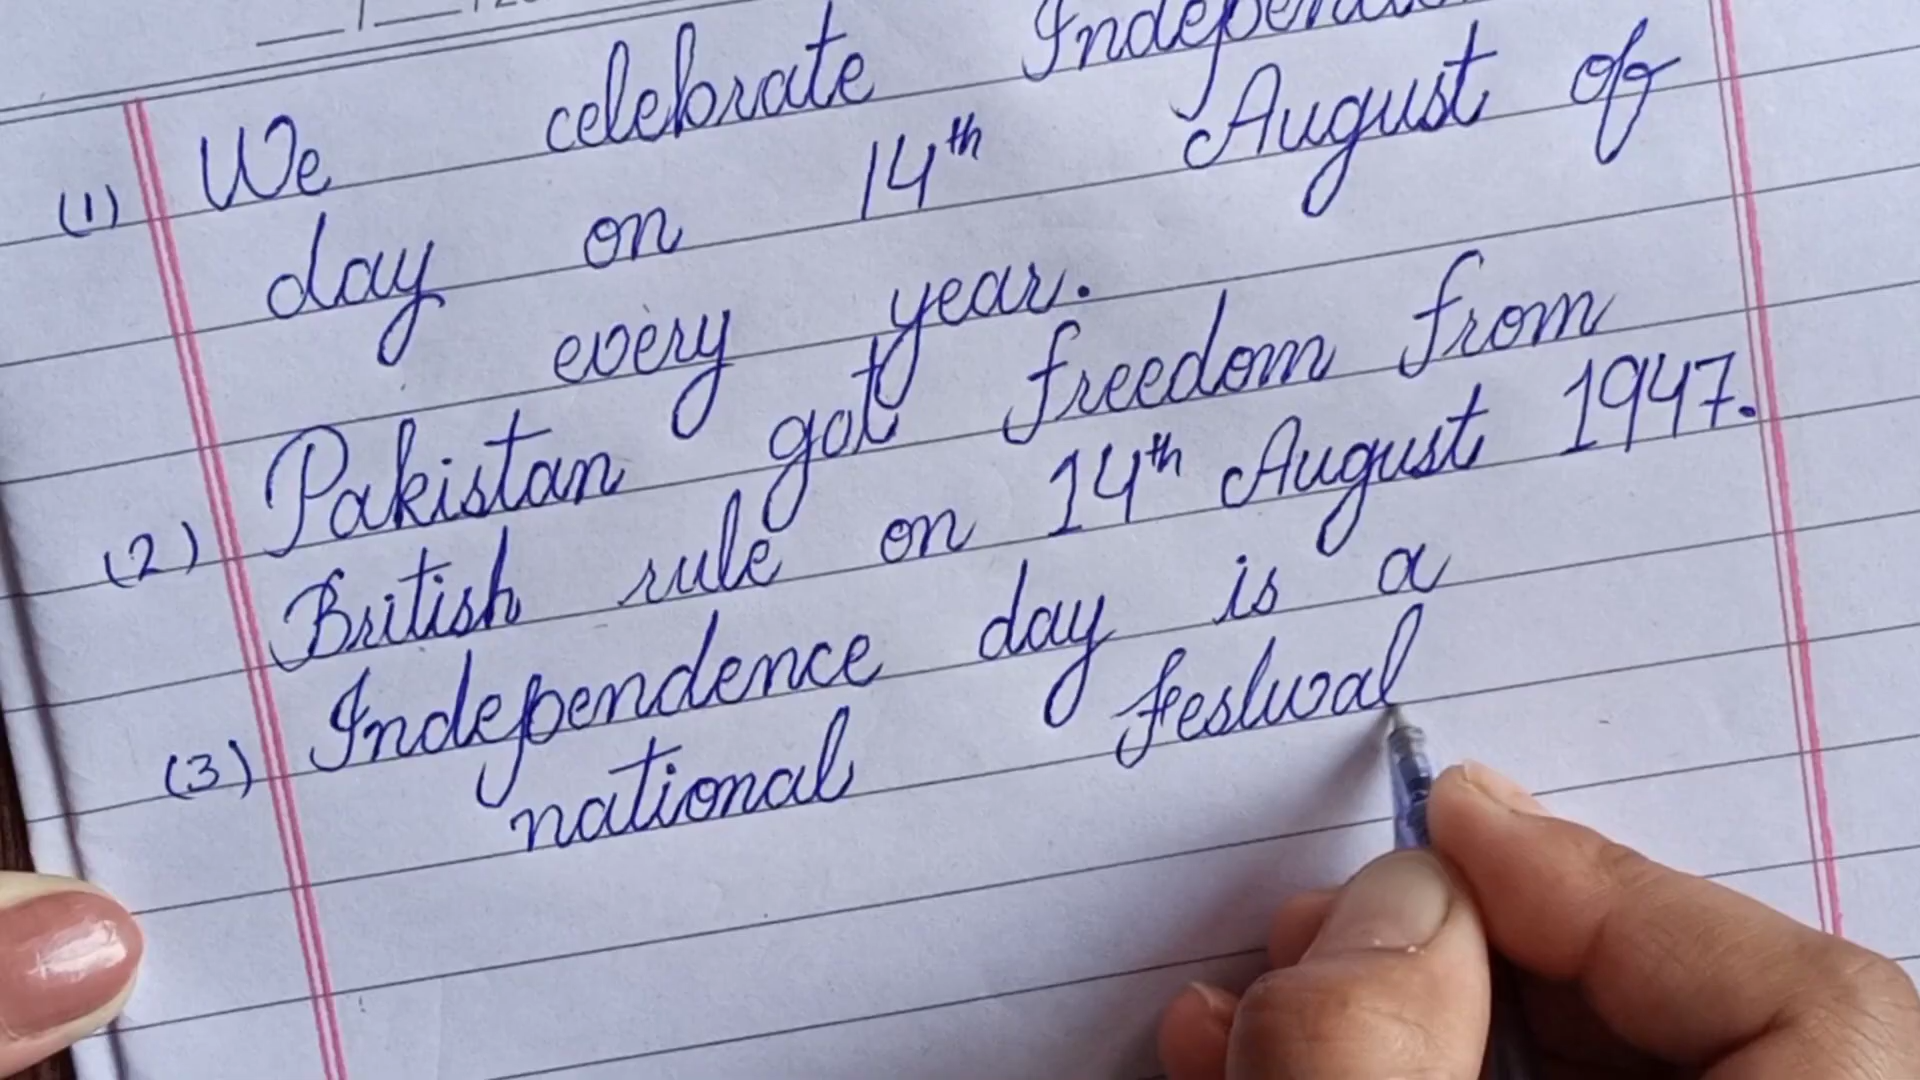 (1) We celebrate Independence
day on 14th August of
every year.
(2) Pakistan got freedom from
British rule on 14th August 1947.
(3) Independence day is a
national festival